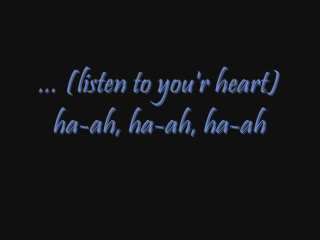 ... (listen to you'r heart)
ha-ah, ha-ah, ha-ah